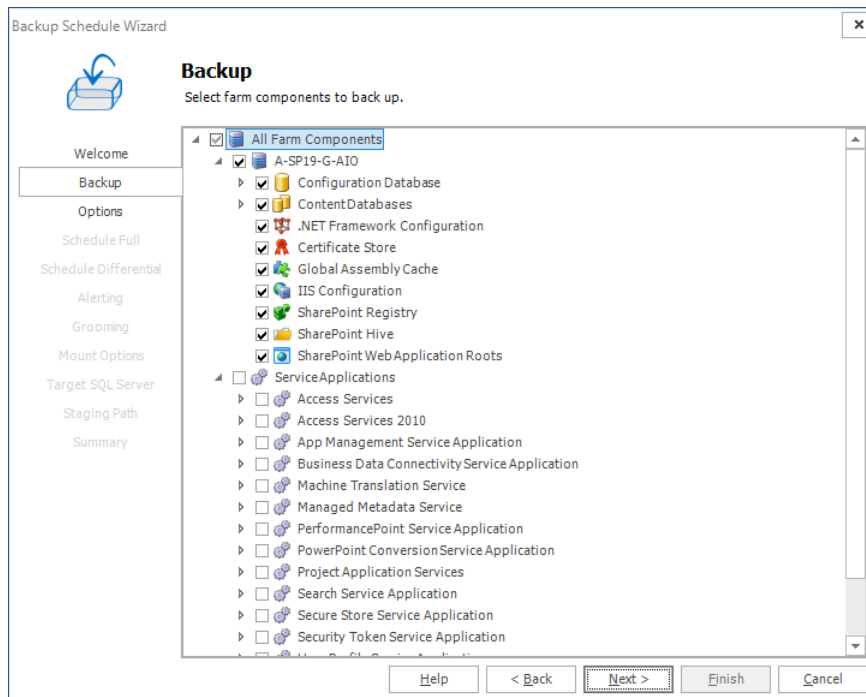 Backup Schedule Wizard
Backup
Select farm components to back up.
Welcome
Backup
Options
Schedule Full
Schedule Differential
Alerting
Grooming
Mount Options
Target SQL Server
Staging Path
Summary
All Farm Components
A-SP19-G-AIO
Configuration Database
Content Databases
.NET Framework Configuration
Certificate Store
Global Assembly Cache
IIS Configuration
SharePoint Registry
SharePoint Hive
SharePoint Web Application Roots
Service Applications
Access Services
Access Services 2010
App Management Service Application
Business Data Connectivity Service Application
Machine Translation Service
Managed Metadata Service
PerformancePoint Service Application
PowerPoint Conversion Service Application
Project Application Services
Search Service Application
Secure Store Service Application
Security Token Service Application
Help
< Back
Next >
Finish
Cancel